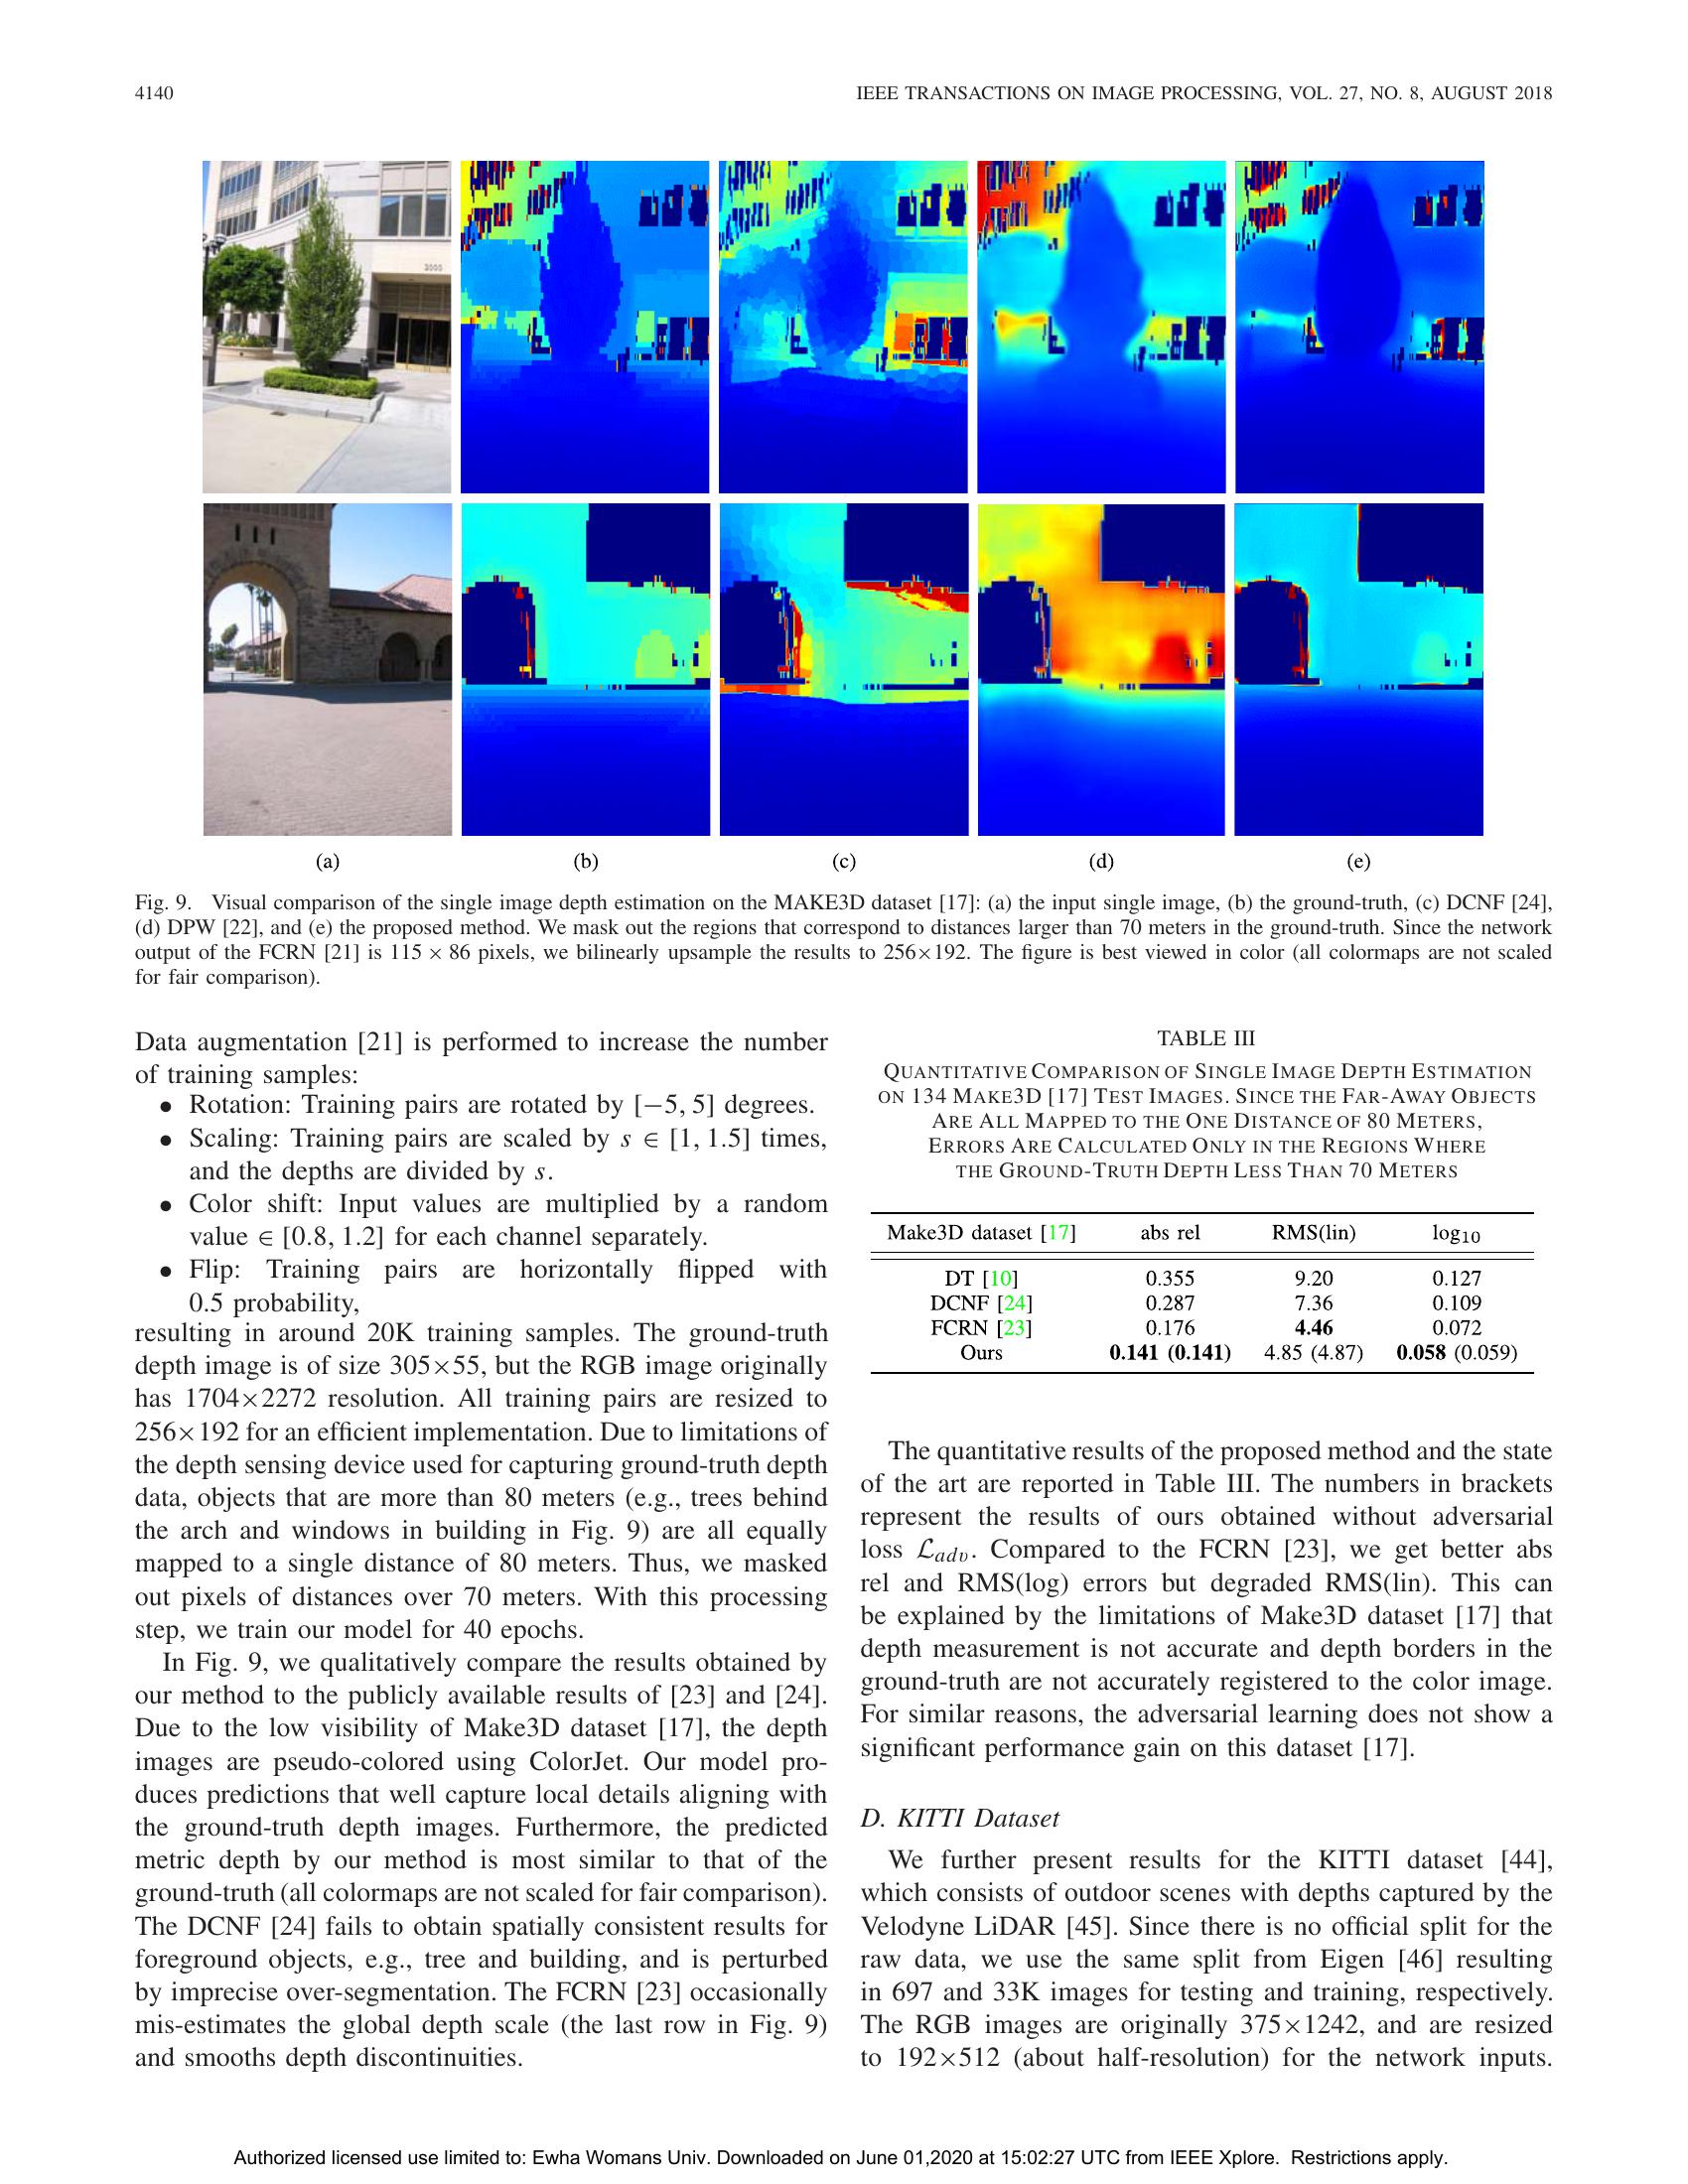 4140
IEEE TRANSACTIONS ON IMAGE PROCESSING, VOL. 27, NO. 8, AUGUST 2018
3000
(a) (b) (c) (d) (e)
Fig. 9. Visual comparison of the single image depth estimation on the MAKE3D dataset [17]: (a) the input single image, (b) the ground-truth, (c) DCNF [24],
(d) DPW [22], and (e) the proposed method. We mask out the regions that correspond to distances larger than 70 meters in the ground-truth. Since the network
output of the FCRN [21] is 115 × 86 pixels, we bilinearly upsample the results to 256×192. The figure is best viewed in color (all colormaps are not scaled
for fair comparison).
Data augmentation [21] is performed to increase the number
of training samples:
• Rotation: Training pairs are rotated by [−5, 5] degrees.
• Scaling: Training pairs are scaled by s ∈ [1, 1.5] times,
and the depths are divided by s.
• Color shift: Input values are multiplied by a random
value ∈ [0.8, 1.2] for each channel separately.
• Flip: Training pairs are horizontally flipped with
0.5 probability,
resulting in around 20K training samples. The ground-truth
depth image is of size 305×55, but the RGB image originally
has 1704×2272 resolution. All training pairs are resized to
256×192 for an efficient implementation. Due to limitations of
the depth sensing device used for capturing ground-truth depth
data, objects that are more than 80 meters (e.g., trees behind
the arch and windows in building in Fig. 9) are all equally
mapped to a single distance of 80 meters. Thus, we masked
out pixels of distances over 70 meters. With this processing
step, we train our model for 40 epochs.
In Fig. 9, we qualitatively compare the results obtained by
our method to the publicly available results of [23] and [24].
Due to the low visibility of Make3D dataset [17], the depth
images are pseudo-colored using ColorJet. Our model pro-
duces predictions that well capture local details aligning with
the ground-truth depth images. Furthermore, the predicted
metric depth by our method is most similar to that of the
ground-truth (all colormaps are not scaled for fair comparison).
The DCNF [24] fails to obtain spatially consistent results for
foreground objects, e.g., tree and building, and is perturbed
by imprecise over-segmentation. The FCRN [23] occasionally
mis-estimates the global depth scale (the last row in Fig. 9)
and smooths depth discontinuities.
TABLE III
QUANTITATIVE COMPARISON OF SINGLE IMAGE DEPTH ESTIMATION
ON 134 MAKE3D [17] TEST IMAGES. SINCE THE FAR-AWAY OBJECTS
ARE ALL MAPPED TO THE ONE DISTANCE OF 80 METERS,
ERRORS ARE CALCULATED ONLY IN THE REGIONS WHERE
THE GROUND-TRUTH DEPTH LESS THAN 70 METERS
Make3D dataset [17] abs rel RMS(lin) log10
DT [10] 0.355 9.20 0.127
DCNF [24] 0.287 7.36 0.109
FCRN [23] 0.176 4.46 0.072
Ours 0.141 (0.141) 4.85 (4.87) 0.058 (0.059)
The quantitative results of the proposed method and the state
of the art are reported in Table III. The numbers in brackets
represent the results of ours obtained without adversarial
loss ℒadv. Compared to the FCRN [23], we get better abs
rel and RMS(log) errors but degraded RMS(lin). This can
be explained by the limitations of Make3D dataset [17] that
depth measurement is not accurate and depth borders in the
ground-truth are not accurately registered to the color image.
For similar reasons, the adversarial learning does not show a
significant performance gain on this dataset [17].
D. KITTI Dataset
We further present results for the KITTI dataset [44],
which consists of outdoor scenes with depths captured by the
Velodyne LiDAR [45]. Since there is no official split for the
raw data, we use the same split from Eigen [46] resulting
in 697 and 33K images for testing and training, respectively.
The RGB images are originally 375×1242, and are resized
to 192×512 (about half-resolution) for the network inputs.
Authorized licensed use limited to: Ewha Womans Univ. Downloaded on June 01,2020 at 15:02:27 UTC from IEEE Xplore. Restrictions apply.